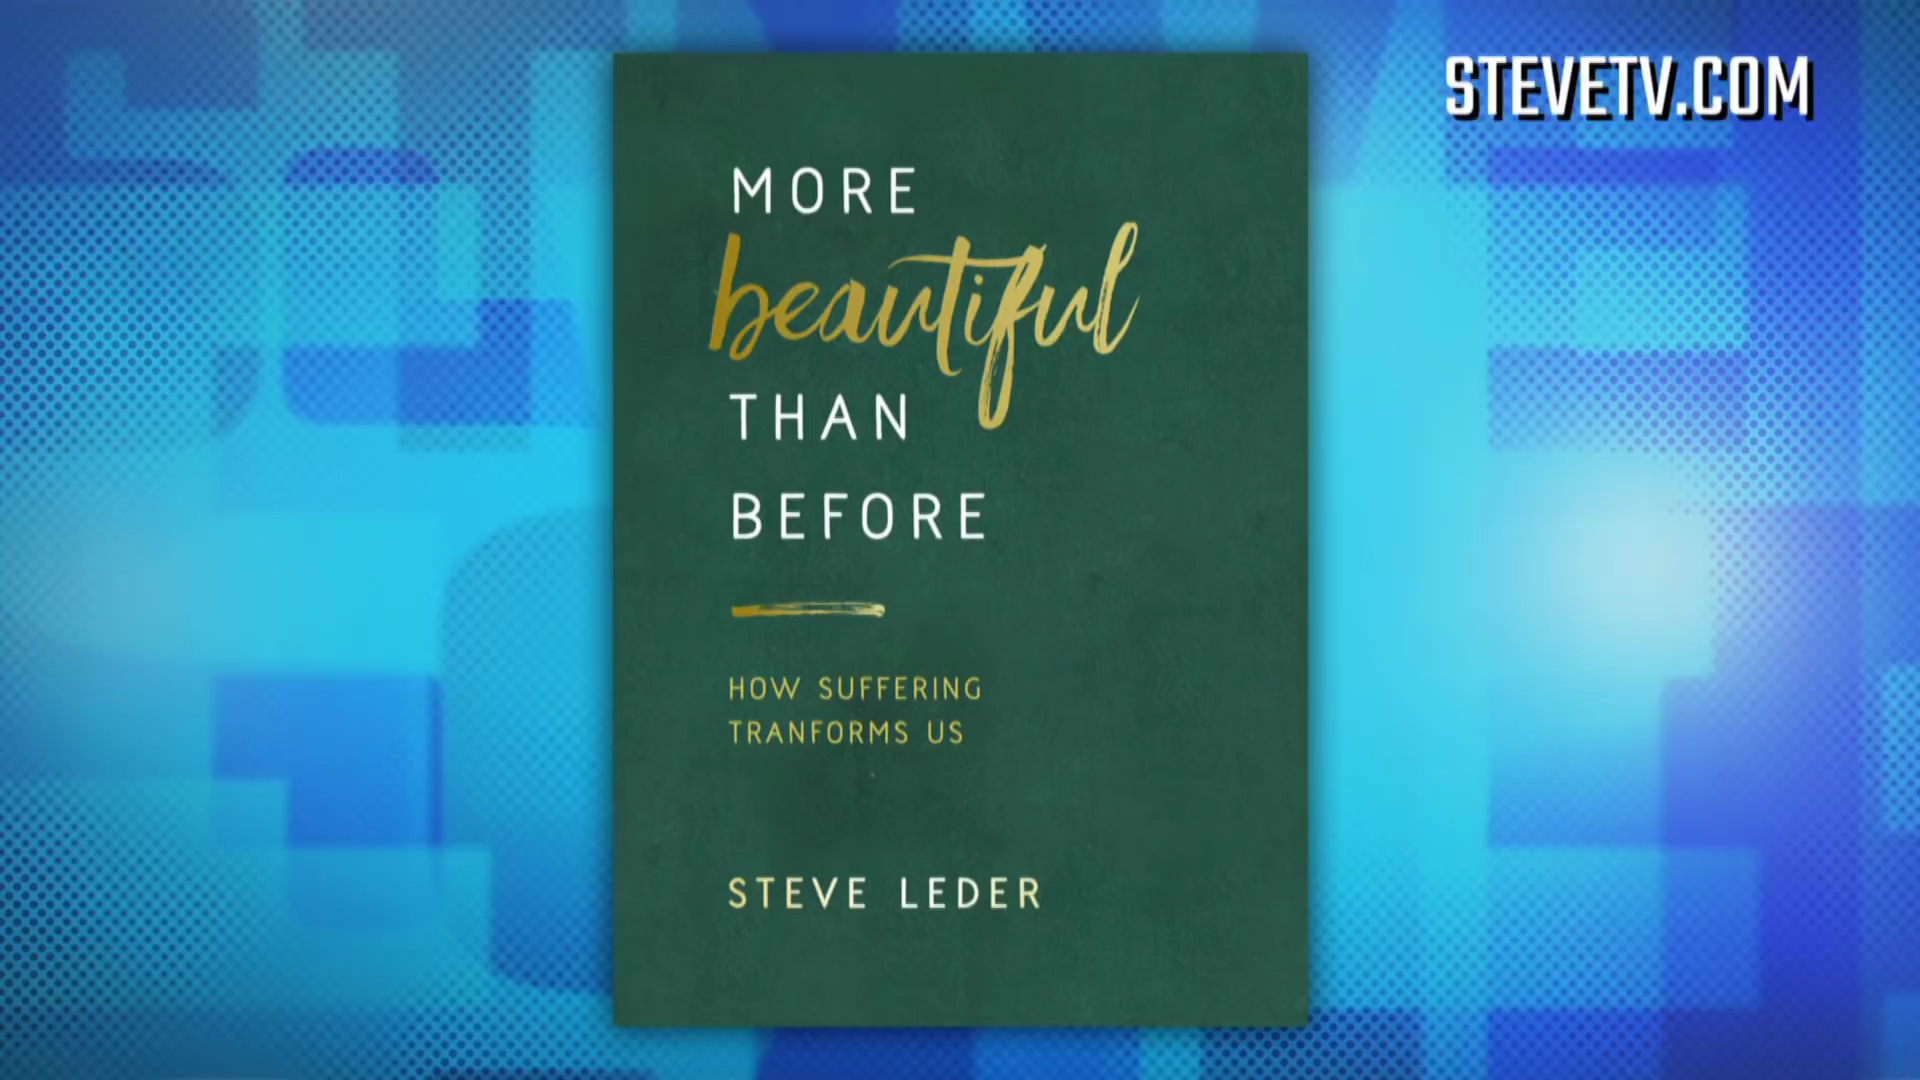 STEVETV.COM
MORE
beautiful
THAN
BEFORE
HOW SUFFERING
TRANFORMS US
STEVE LEDER